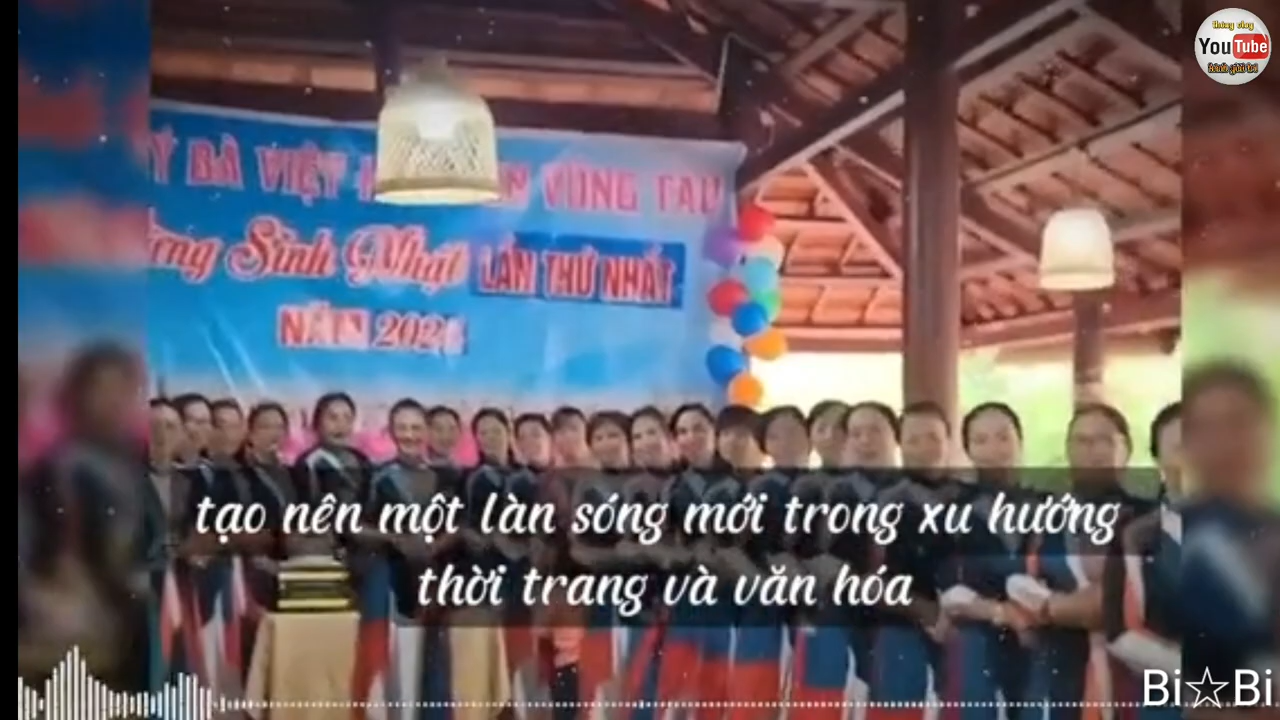 Ý BÀ VIỆT
VŨNG TÀU
Sinh Nhật LẦN THỨ NHẤT
NĂM 202
tạo nên một làn sóng mới trong xu hướng
thời trang và văn hóa
YouTube
Bi☆Bi